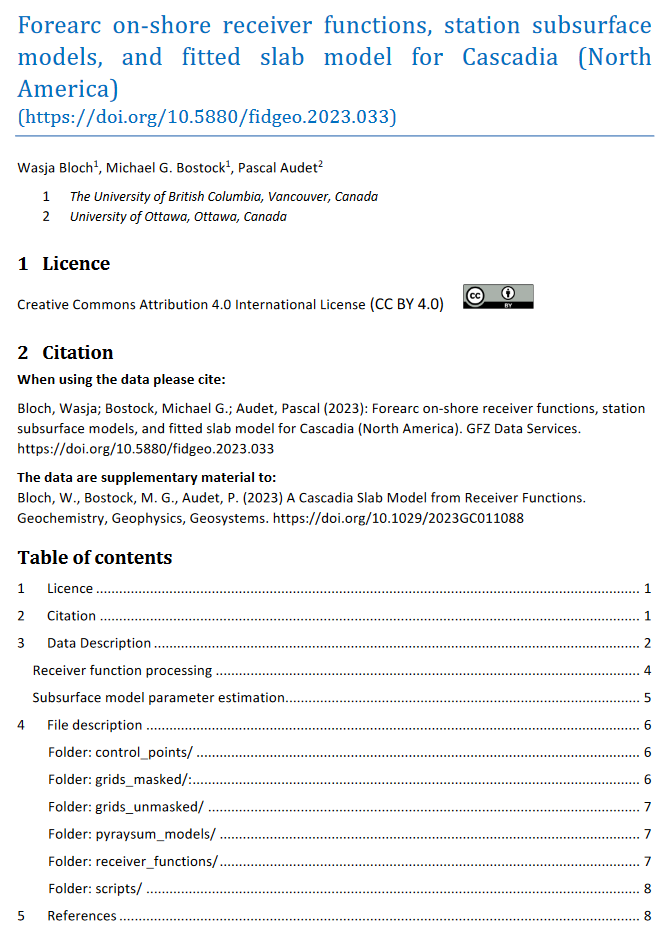 Forearc on-shore receiver functions, station subsurface
models, and fitted slab model for Cascadia (North
America)
(https://doi.org/10.5880/fidgeo.2023.033)
Wasja Bloch1, Michael G. Bostock1, Pascal Audet2
1 The University of British Columbia, Vancouver, Canada
2 University of Ottawa, Ottawa, Canada
1 Licence
Creative Commons Attribution 4.0 International License (CC BY 4.0)
cc BY
2 Citation
When using the data please cite:
Bloch, Wasja; Bostock, Michael G.; Audet, Pascal (2023): Forearc on-shore receiver functions, station
subsurface models, and fitted slab model for Cascadia (North America). GFZ Data Services.
https://doi.org/10.5880/fidgeo.2023.033
The data are supplementary material to:
Bloch, W., Bostock, M. G., Audet, P. (2023) A Cascadia Slab Model from Receiver Functions.
Geochemistry, Geophysics, Geosystems. https://doi.org/10.1029/2023GC011088
Table of contents
1 Licence 1
2 Citation 1
3 Data Description 2
Receiver function processing 4
Subsurface model parameter estimation 5
4 File description 6
Folder: control_points/ 6
Folder: grids_masked/: 6
Folder: grids_unmasked/ 7
Folder: pyraysum_models/ 7
Folder: receiver_functions/ 7
Folder: scripts/ 8
5 References 8